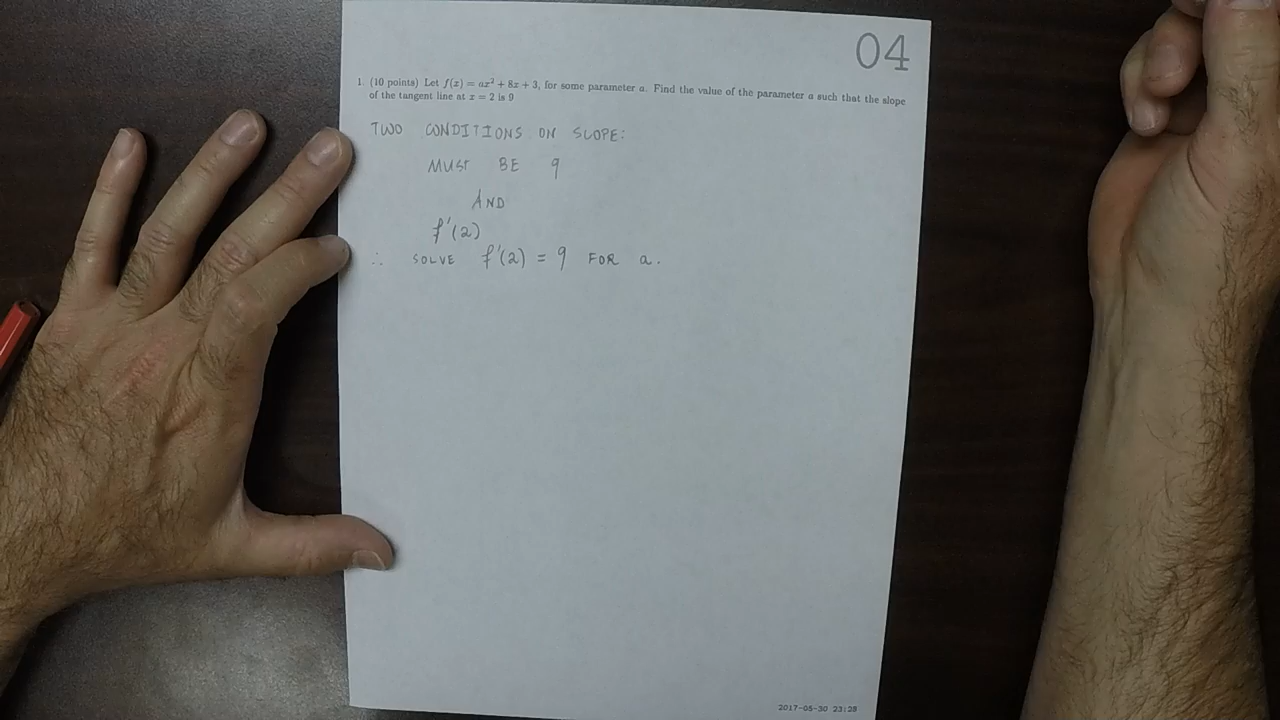 04
1. (10 points) Let f(x) = ax² + 8x + 3, for some parameter a. Find the value of the parameter a such that the slope
of the tangent line at x = 2 is 9
TWO CONDITIONS ON SLOPE:
MUST BE 9
AND
f'(2)
∴ SOLVE f'(2) = 9 FOR a.
2017-05-30 23:28